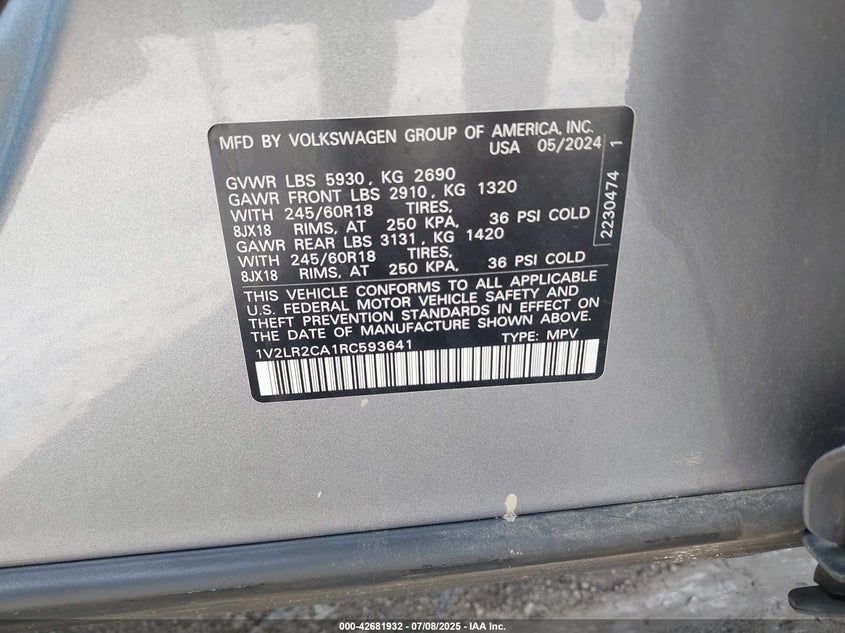 MFD BY VOLKSWAGEN GROUP OF AMERICA, INC.
USA 05/2024
GVWR LBS 5930, KG 2690
GAWR FRONT LBS 2910, KG 1320
WITH 245/60R18 TIRES,
8JX18 RIMS, AT 250 KPA, 36 PSI COLD
GAWR REAR LBS 3131, KG 1420
WITH 245/60R18 TIRES,
8JX18 RIMS, AT 250 KPA, 36 PSI COLD
2230474 1
THIS VEHICLE CONFORMS TO ALL APPLICABLE
U.S. FEDERAL MOTOR VEHICLE SAFETY AND
THEFT PREVENTION STANDARDS IN EFFECT ON
THE DATE OF MANUFACTURE SHOWN ABOVE.
1V2LR2CA1RC593641 TYPE: MPV
000-42681932 - 07/08/2025 - IAA Inc.